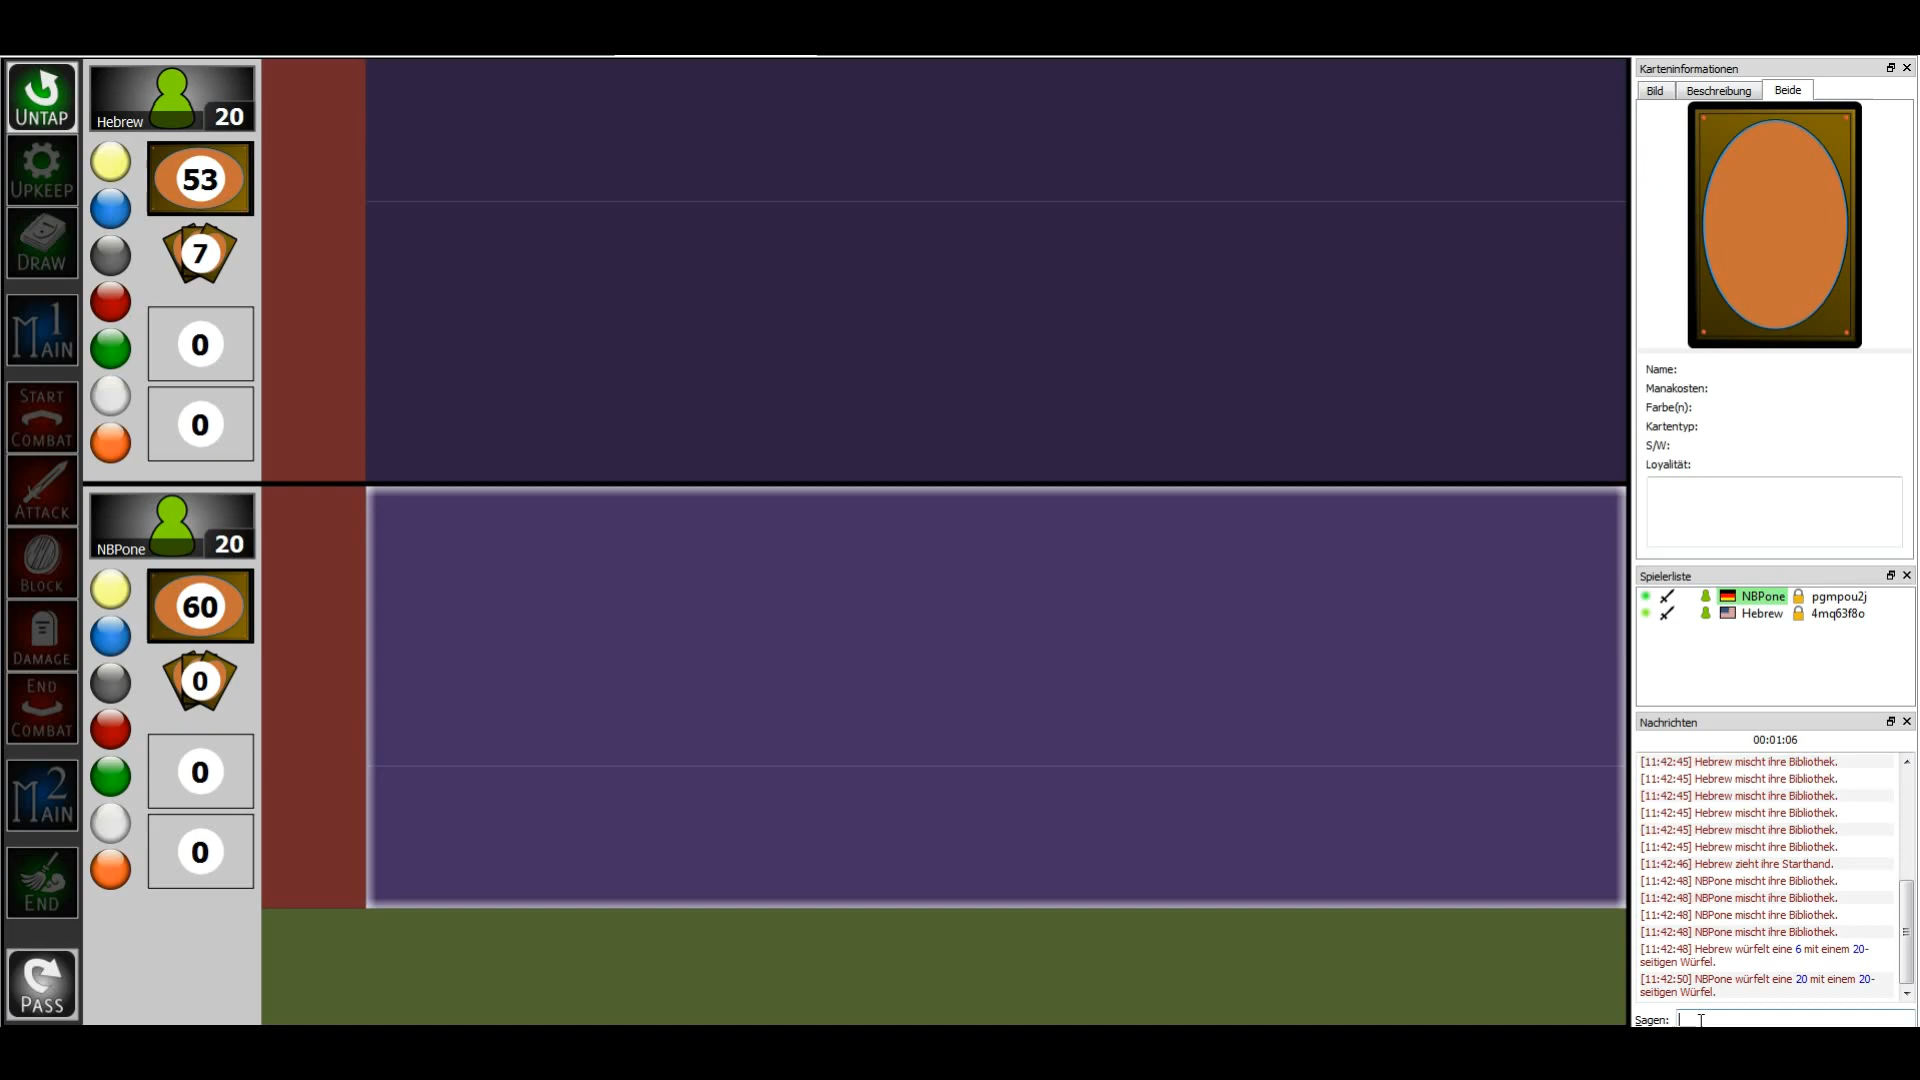 UNTAP
UPKEEP
DRAW
1
MAIN
START
COMBAT
ATTACK
BLOCK
DAMAGE
END
COMBAT
2
MAIN
END
PASS
Hebrew
20
53
7
0
0
NBPone
20
60
0
0
0
Karteninformationen
Bild
Beschreibung
Beide
Name:
Manakosten:
Farbe(n):
Kartentyp:
S/W:
Loyalität:
Spielerliste
NBPone pgmpou2j
Hebrew 4mq63f8o
Nachrichten
00:01:06
[11:42:45] Hebrew mischt ihre Bibliothek.
[11:42:45] Hebrew mischt ihre Bibliothek.
[11:42:45] Hebrew mischt ihre Bibliothek.
[11:42:45] Hebrew mischt ihre Bibliothek.
[11:42:45] Hebrew mischt ihre Bibliothek.
[11:42:45] Hebrew mischt ihre Bibliothek.
[11:42:46] Hebrew zieht ihre Starthand.
[11:42:48] NBPone mischt ihre Bibliothek.
[11:42:48] NBPone mischt ihre Bibliothek.
[11:42:48] NBPone mischt ihre Bibliothek.
[11:42:48] NBPone mischt ihre Bibliothek.
[11:42:48] Hebrew würfelt eine 6 mit einem 20-
seitigen Würfel.
[11:42:50] NBPone würfelt eine 20 mit einem 20-
seitigen Würfel.
Sagen: